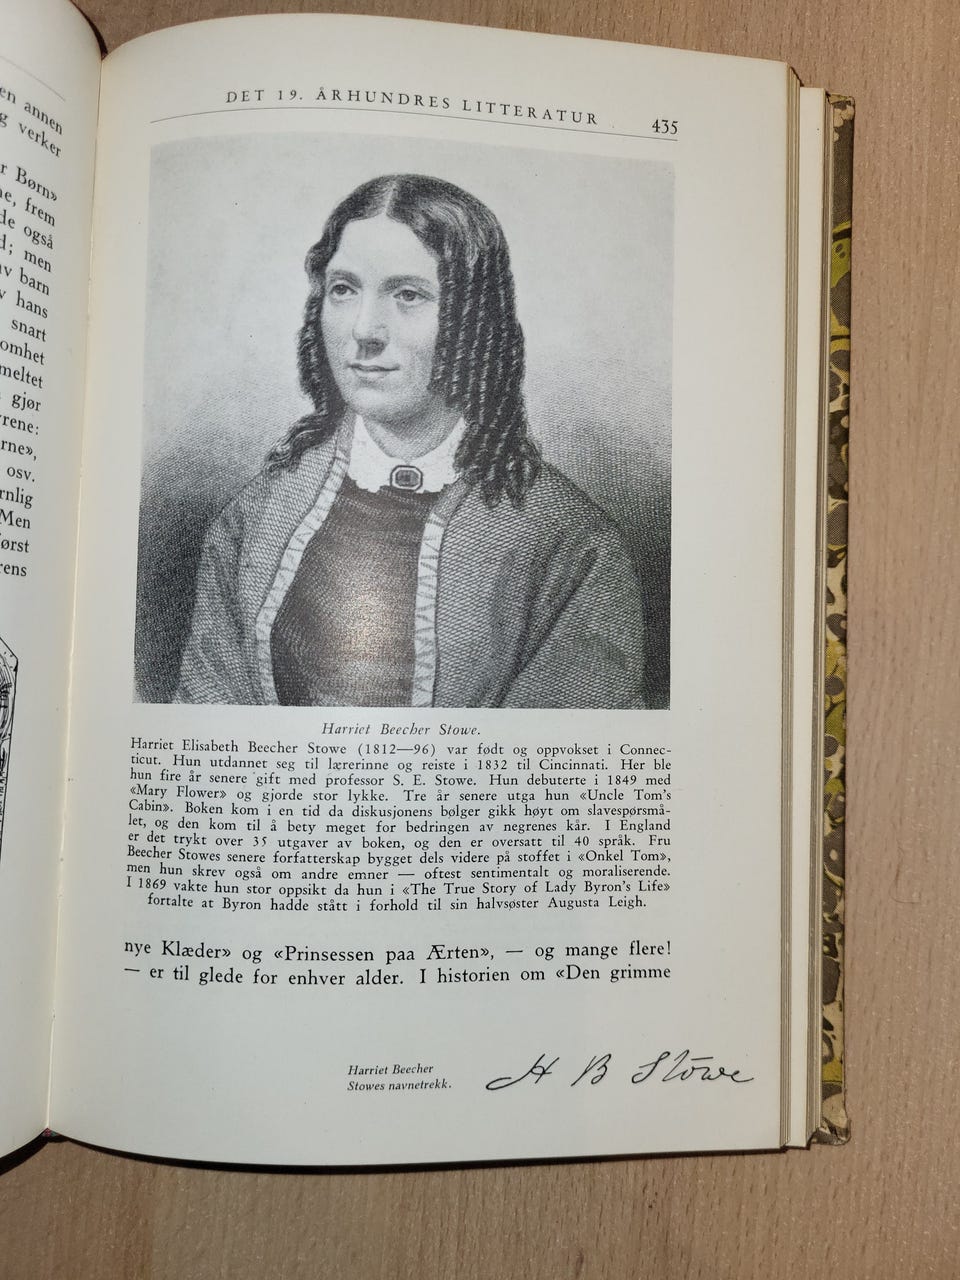 en annen
g verker
r Børn»
ne, frem
de også
d; men
av barn
v hans
snart
omhet
meltet
gjør
rene:
rne»,
osv.
rnlig
Men
ørst
rens
DET 19. ÅRHUNDRES LITTERATUR 435
Harriet Beecher Stowe.
Harriet Elisabeth Beecher Stowe (1812—96) var født og oppvokset i Connec-
ticut. Hun utdannet seg til lærerinne og reiste i 1832 til Cincinnati. Her ble
hun fire år senere gift med professor S. E. Stowe. Hun debuterte i 1849 med
«Mary Flower» og gjorde stor lykke. Tre år senere utga hun «Uncle Tom's
Cabin». Boken kom i en tid da diskusjonens bølger gikk høyt om slavespørsmå-
let, og den kom til å bety meget for bedringen av negrenes kår. I England
er det trykt over 35 utgaver av boken, og den er oversatt til 40 språk. Fru
Beecher Stowes senere forfatterskap bygget dels videre på stoffet i «Onkel Tom»,
men hun skrev også om andre emner — oftest sentimentalt og moraliserende.
I 1869 vakte hun stor oppsikt da hun i «The True Story of Lady Byron's Life»
fortalte at Byron hadde stått i forhold til sin halvsøster Augusta Leigh.
nye Klæder» og «Prinsessen paa Ærten», — og mange flere!
— er til glede for enhver alder. I historien om «Den grimme
Harriet Beecher
Stowes navnetrekk.
H B Stowe